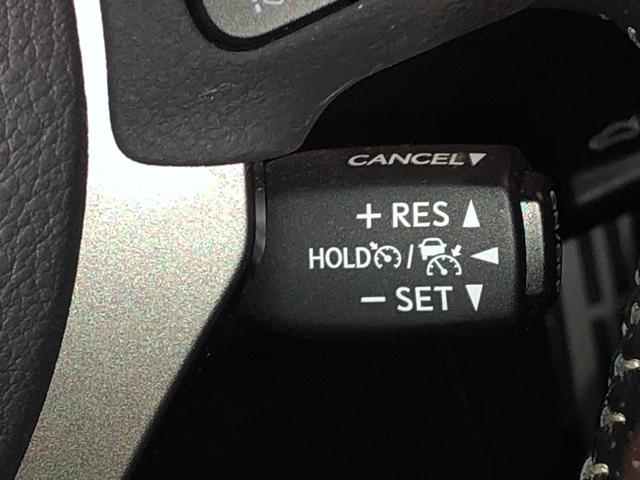 CANCEL▼
+ RES ▲
HOLD / ◀
− SET ▼